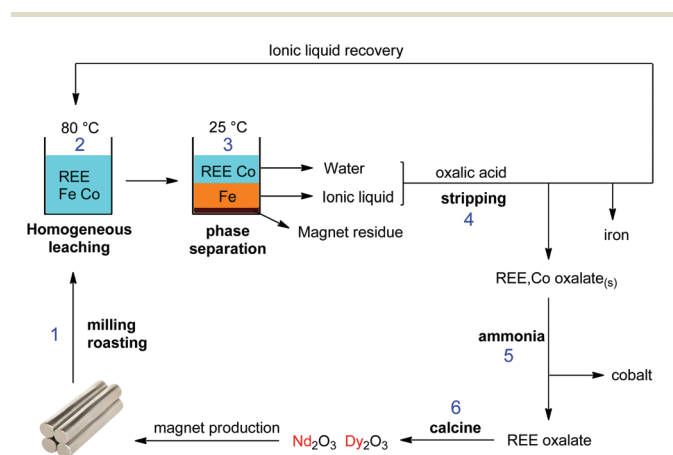 Ionic liquid recovery
80 °C
2
REE
Fe Co
Homogeneous
leaching
25 °C
3
REE Co
Fe
phase
separation
Water
Ionic liquid
Magnet residue
oxalic acid
stripping
4
iron
REE,Co oxalate(s)
ammonia
5
cobalt
REE oxalate
6
calcine
Nd2O3 Dy2O3
magnet production
1
milling
roasting